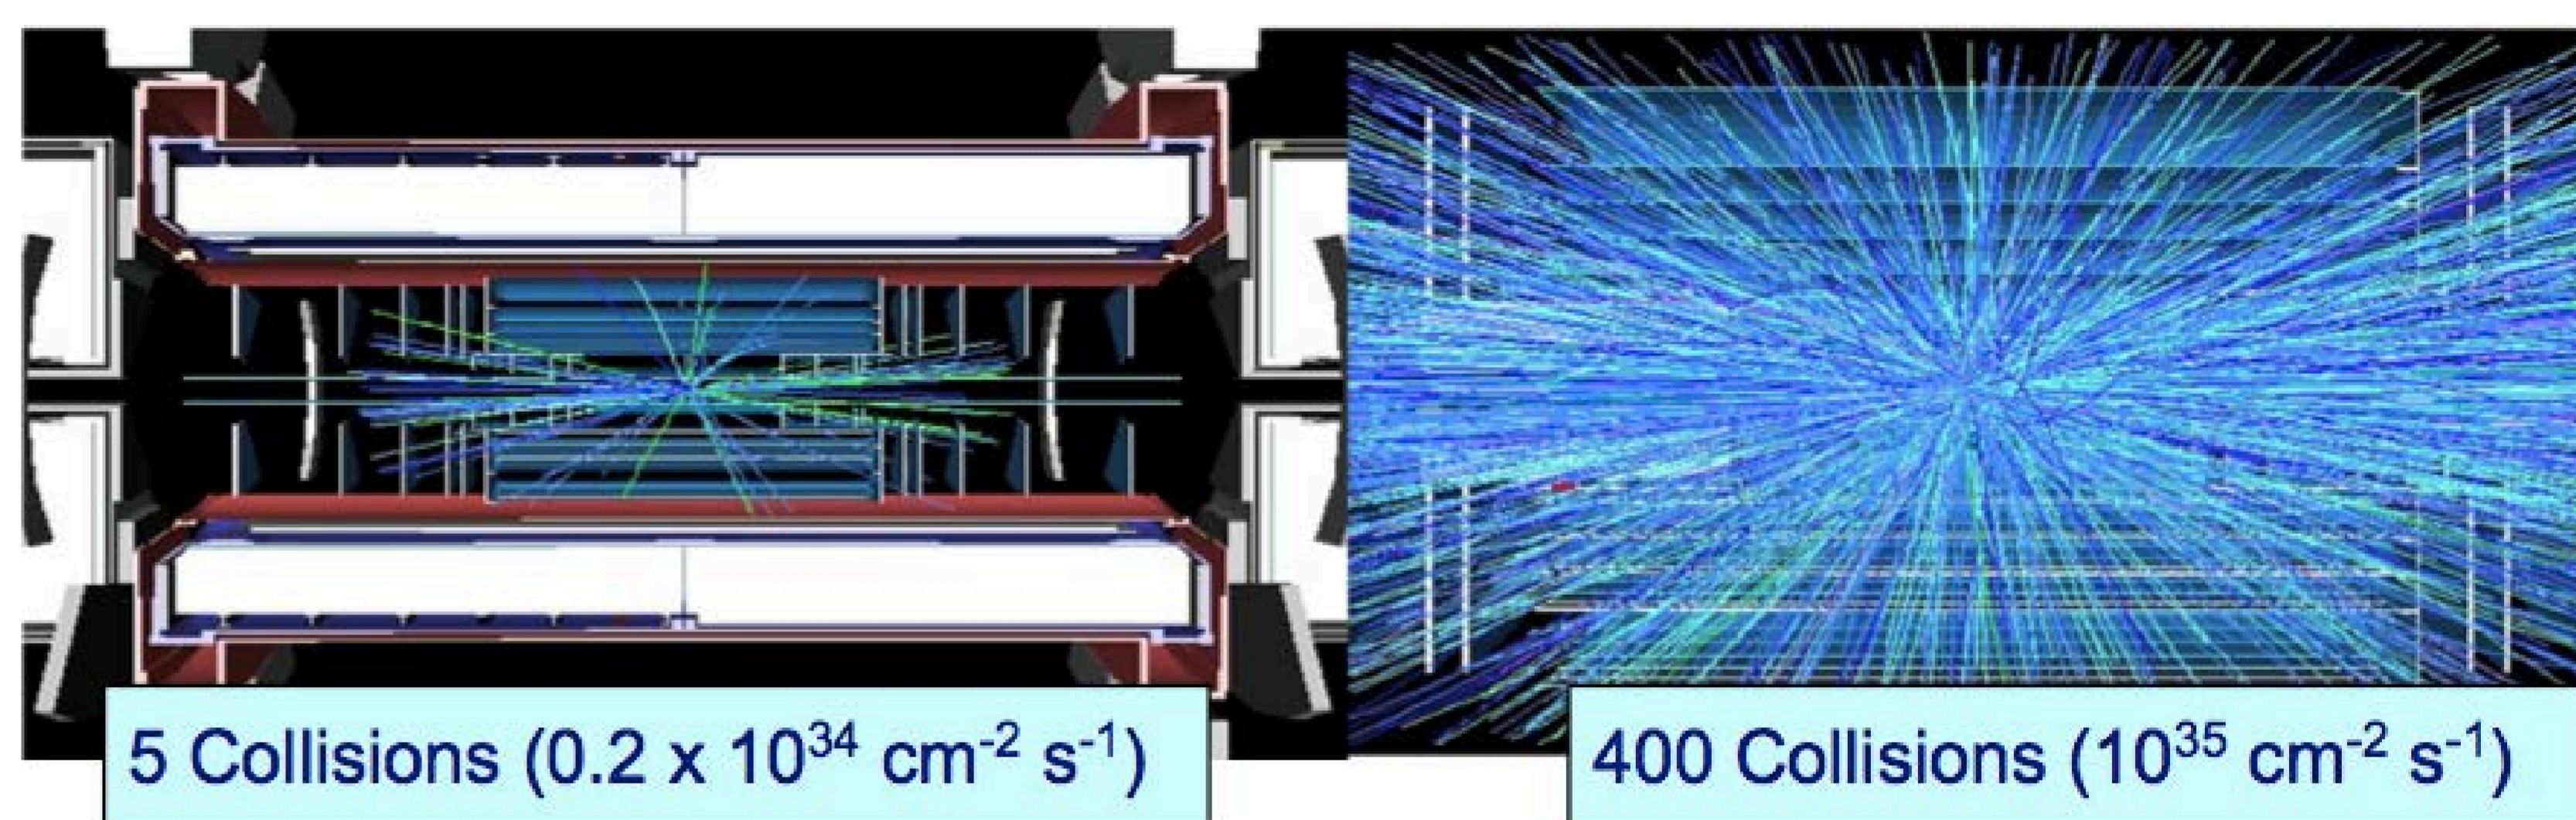 5 Collisions (0.2 x 10³⁴ cm⁻² s⁻¹)
400 Collisions (10³⁵ cm⁻² s⁻¹)